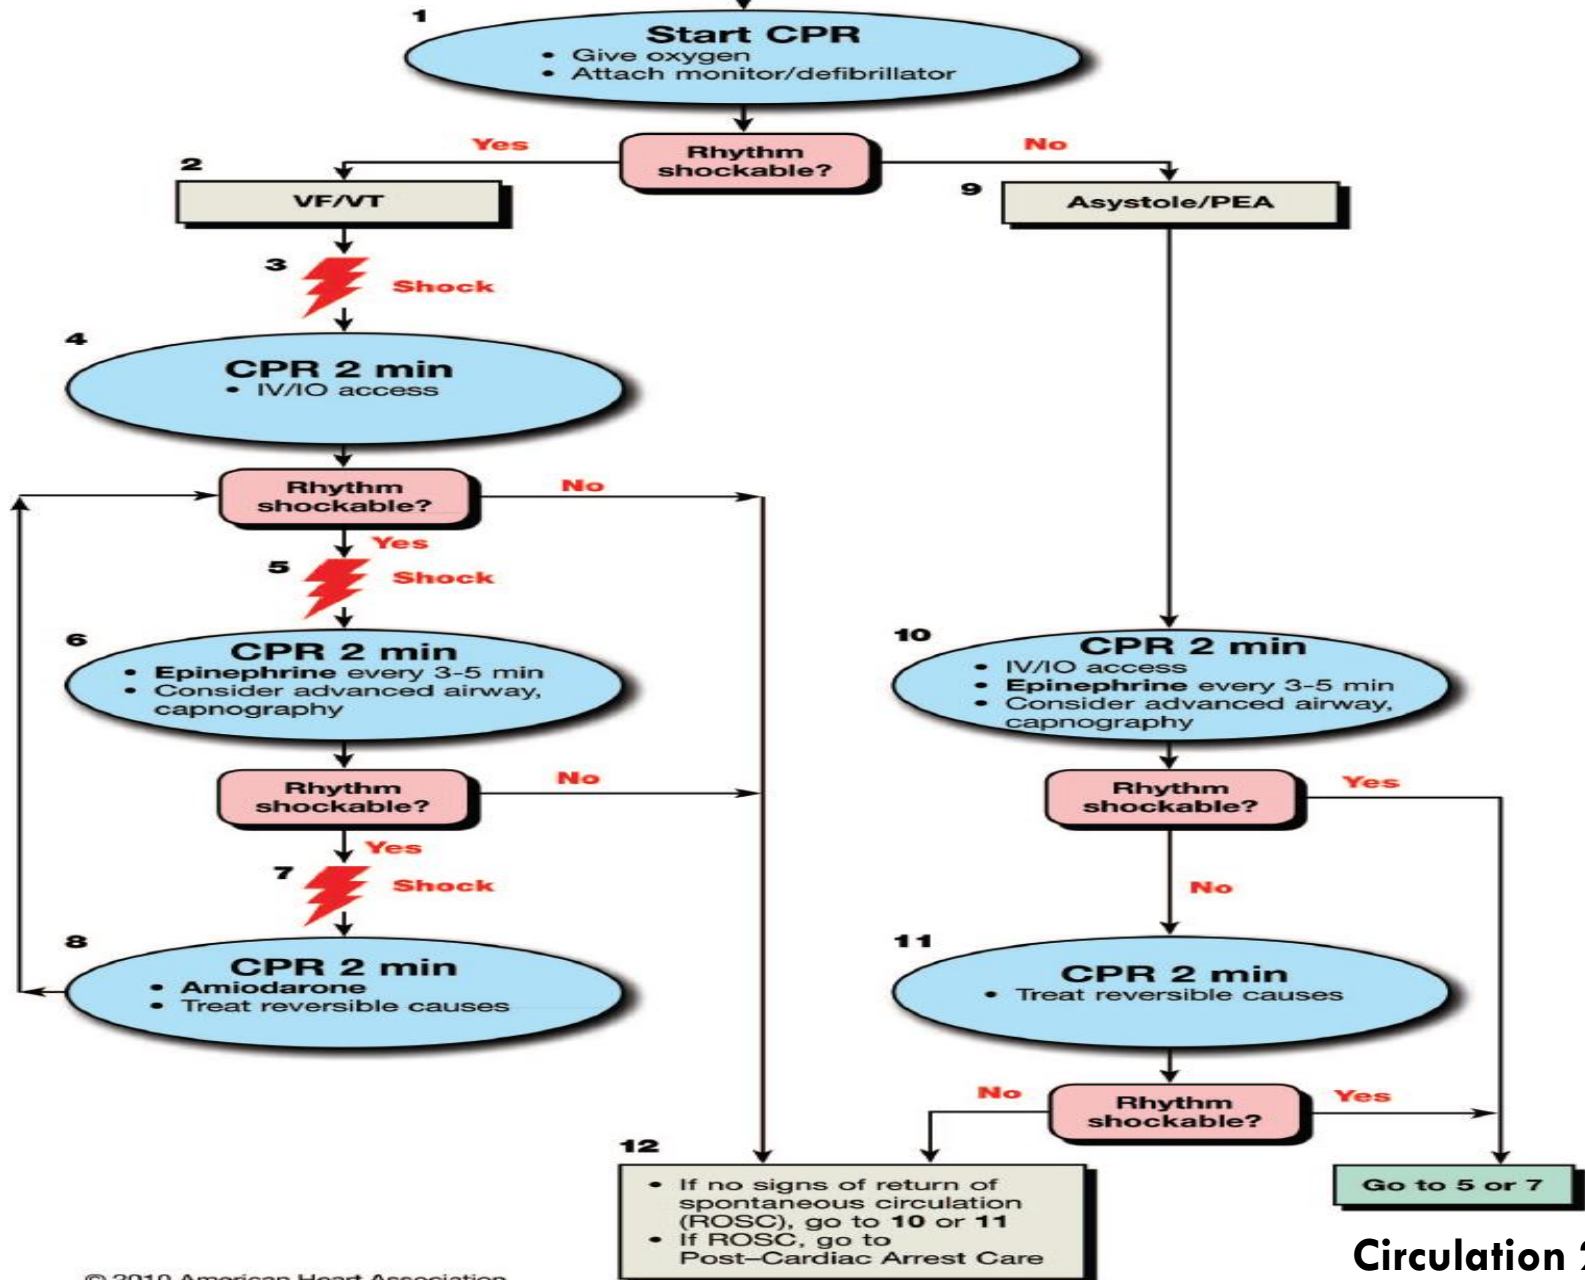 1
Start CPR
• Give oxygen
• Attach monitor/defibrillator
Rhythm
shockable?
Yes
No
2
VF/VT
9
Asystole/PEA
3
Shock
4
CPR 2 min
• IV/IO access
Rhythm
shockable?
No
Yes
5
Shock
6
CPR 2 min
• Epinephrine every 3-5 min
• Consider advanced airway,
capnography
10
CPR 2 min
• IV/IO access
• Epinephrine every 3-5 min
• Consider advanced airway,
capnography
Rhythm
shockable?
No
Yes
Rhythm
shockable?
Yes
No
7
Shock
8
CPR 2 min
• Amiodarone
• Treat reversible causes
11
CPR 2 min
• Treat reversible causes
Rhythm
shockable?
No
Yes
12
• If no signs of return of
spontaneous circulation
(ROSC), go to 10 or 11
• If ROSC, go to
Post–Cardiac Arrest Care
Go to 5 or 7
Circulation
© 2010 American Heart Association